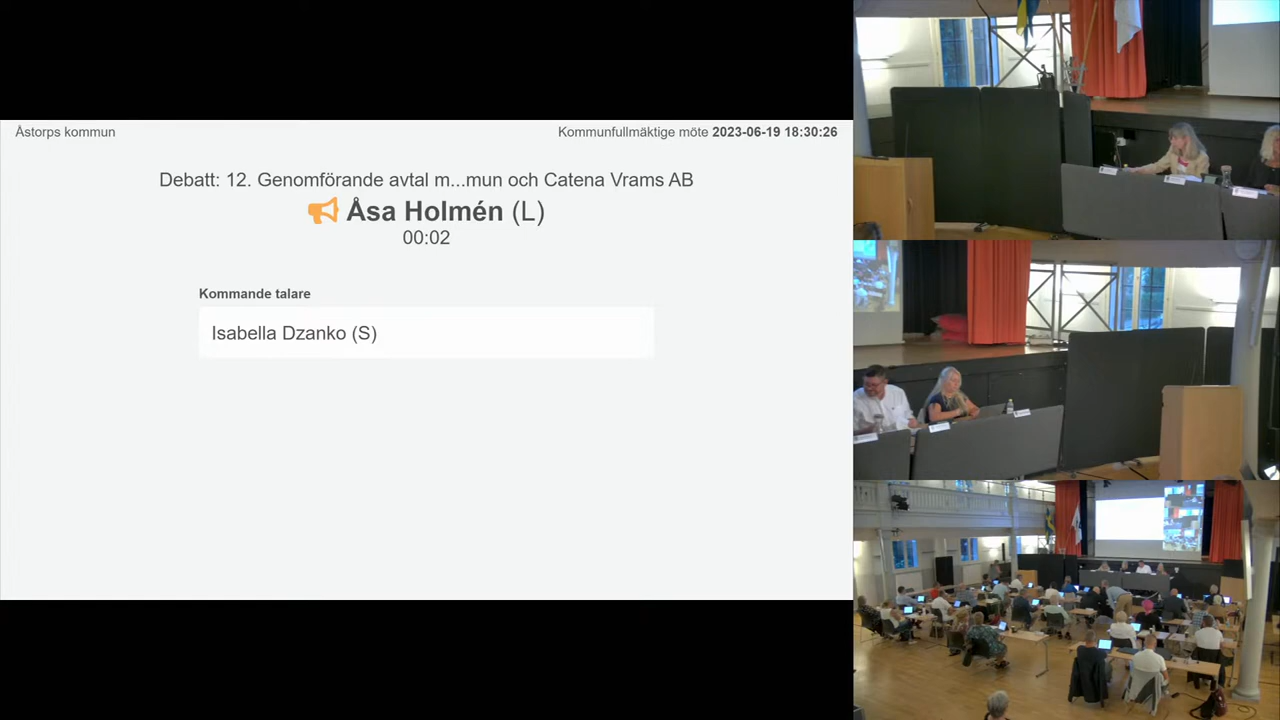 Åstorps kommun
Kommunfullmäktige möte 2023-06-19 18:30:26
Debatt: 12. Genomförande avtal m...mun och Catena Vrams AB
Åsa Holmén (L)
00:02
Kommande talare
Isabella Dzanko (S)